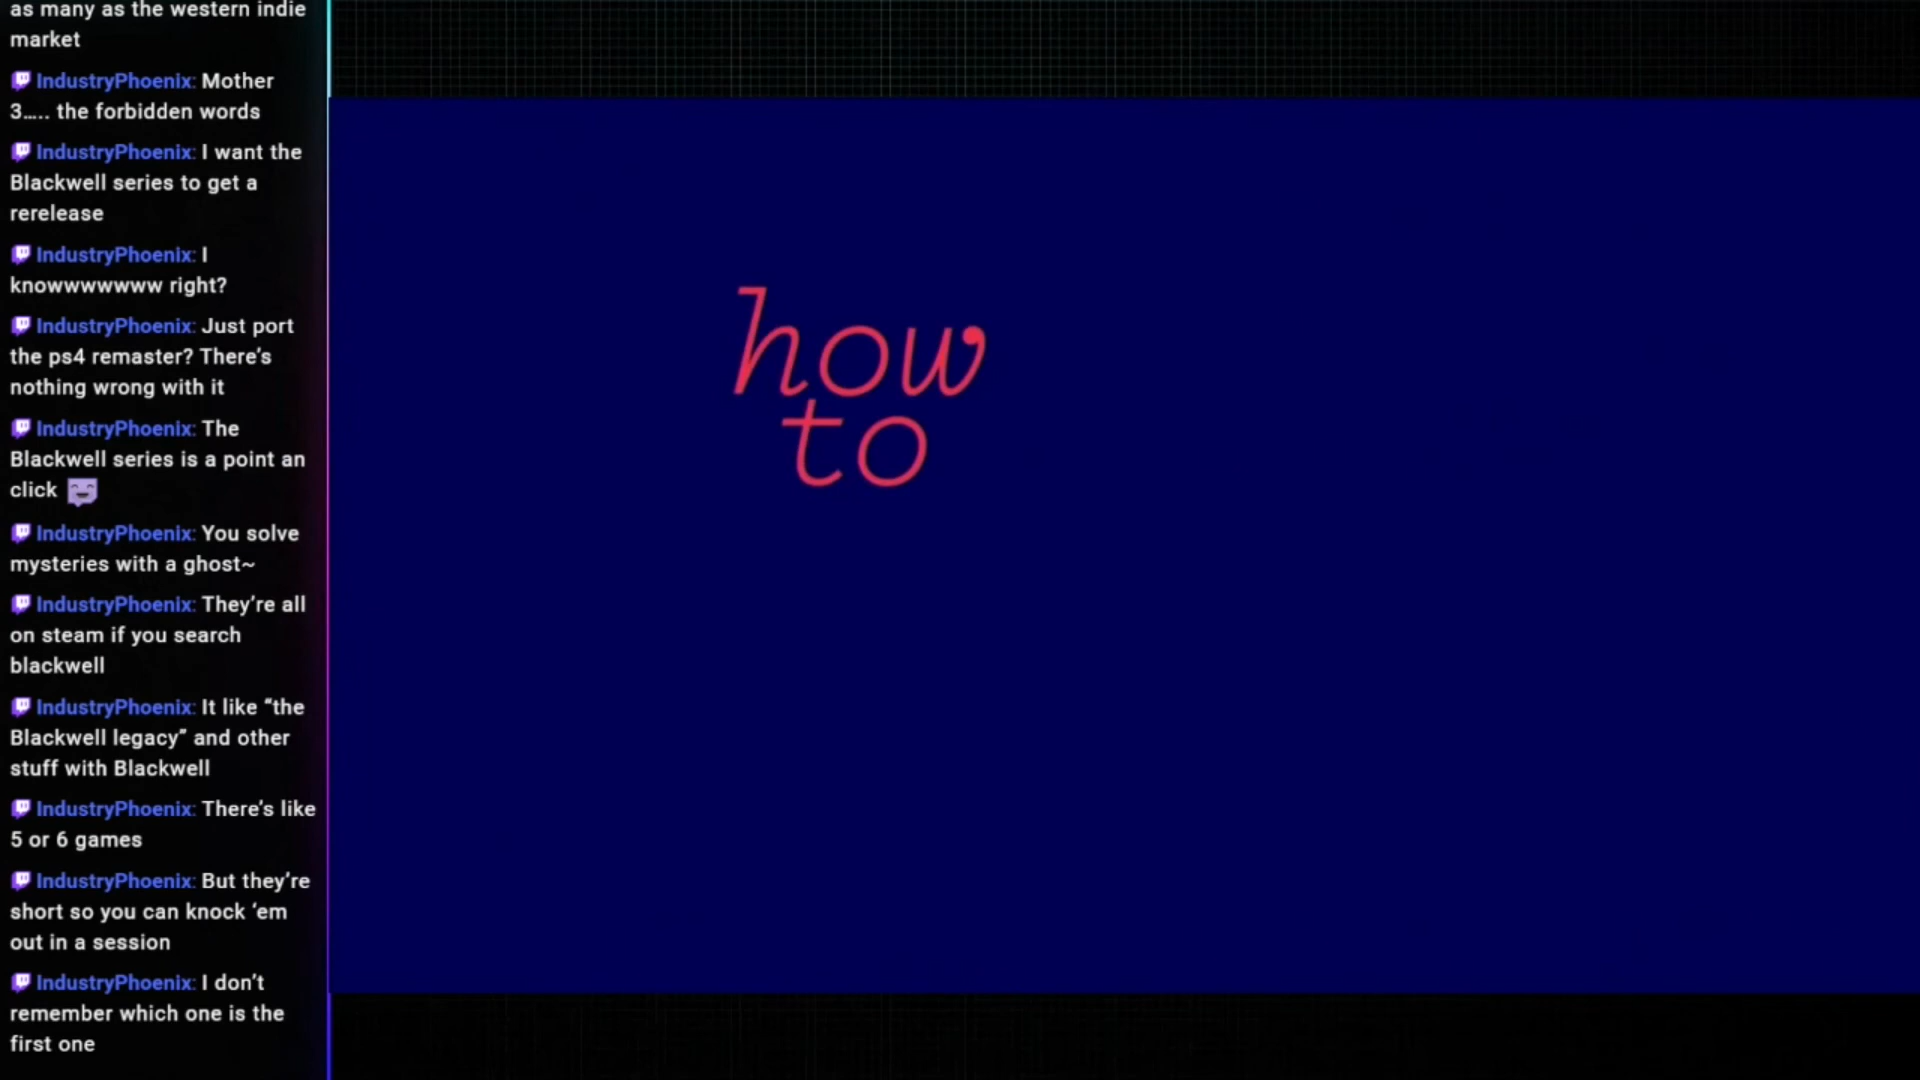 as many as the western indie
market
IndustryPhoenix: Mother
3..... the forbidden words
IndustryPhoenix: I want the
Blackwell series to get a
rerelease
IndustryPhoenix: I
knowwwwwww right?
IndustryPhoenix: Just port
the ps4 remaster? There's
nothing wrong with it
IndustryPhoenix: The
Blackwell series is a point an
click
IndustryPhoenix: You solve
mysteries with a ghost~
IndustryPhoenix: They're all
on steam if you search
blackwell
IndustryPhoenix: It like “the
Blackwell legacy” and other
stuff with Blackwell
IndustryPhoenix: There's like
5 or 6 games
IndustryPhoenix: But they're
short so you can knock ‘em
out in a session
IndustryPhoenix: I don't
remember which one is the
first one
how
to